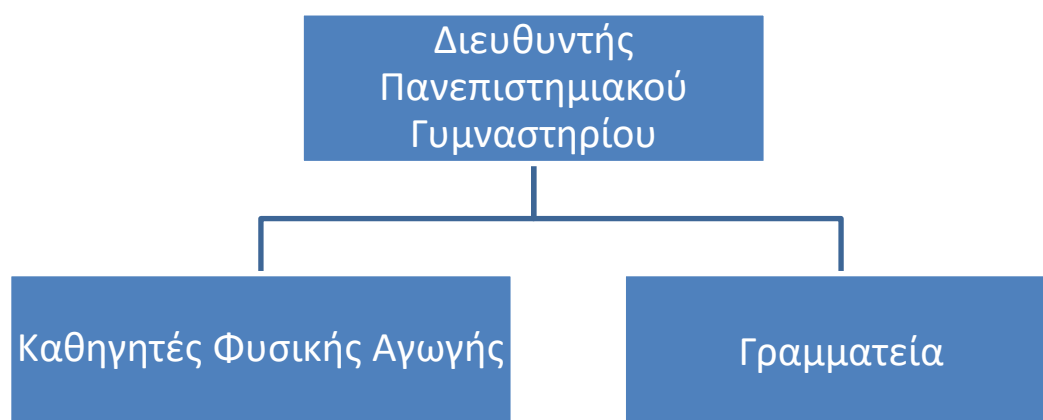 Διευθυντής
Πανεπιστημιακού
Γυμναστηρίου
Καθηγητές Φυσικής Αγωγής
Γραμματεία